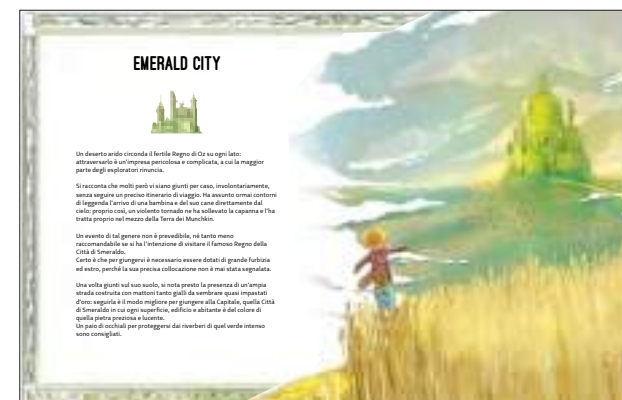 EMERALD CITY
Un deserto arido circonda il fertile Regno di Oz su ogni lato:
attraversarlo è un'impresa pericolosa e complicata, a cui la maggior
parte degli esploratori rinuncia.
Si racconta che molti però vi siano giunti per caso, involontariamente,
senza seguire un preciso itinerario di viaggio. Ha assunto ormai contorni
di leggenda l'arrivo di una bambina e del suo cane direttamente dal
cielo: proprio così, un violento tornado ne ha sollevato la capanna e l'ha
tratta proprio nel mezzo della Terra dei Munchkin.
Un evento di tal genere non è prevedibile, né tanto meno
raccomandabile se si ha l'intenzione di visitare il famoso Regno della
Città di Smeraldo.
Certo è che per giungervi è necessario essere dotati di grande furbizia
ed estro, perché la sua precisa collocazione non è mai stata segnalata.
Una volta giunti sul suo suolo, si nota presto la presenza di un'ampia
strada costruita con mattoni tanto gialli da sembrare quasi impastati
d'oro: seguirla è il modo migliore per giungere alla Capitale, quella Città
di Smeraldo in cui ogni superficie, edificio e abitante è del colore di
quella pietra preziosa e lucente.
Un paio di occhiali per proteggersi dai riverberi di quel verde intenso
sono consigliati.